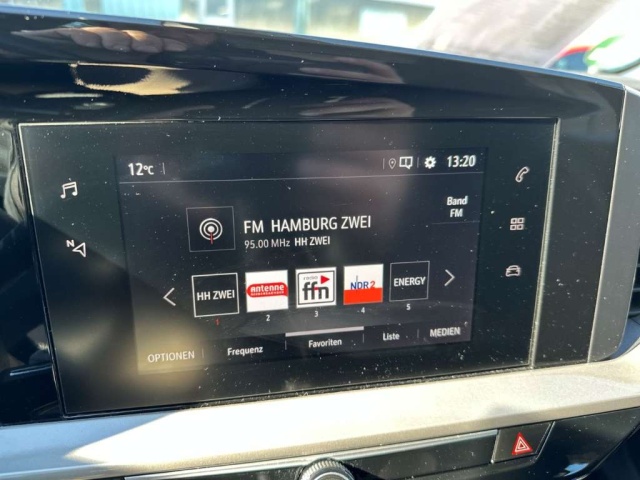 12°C
13:20
FM HAMBURG ZWEI
95.00 MHz HH ZWEI
Band
FM
N
HH ZWEI
antenne
ffn
NDR 2
ENERGY
1
2
3
4
5
OPTIONEN
Frequenz
Favoriten
Liste
MEDIEN